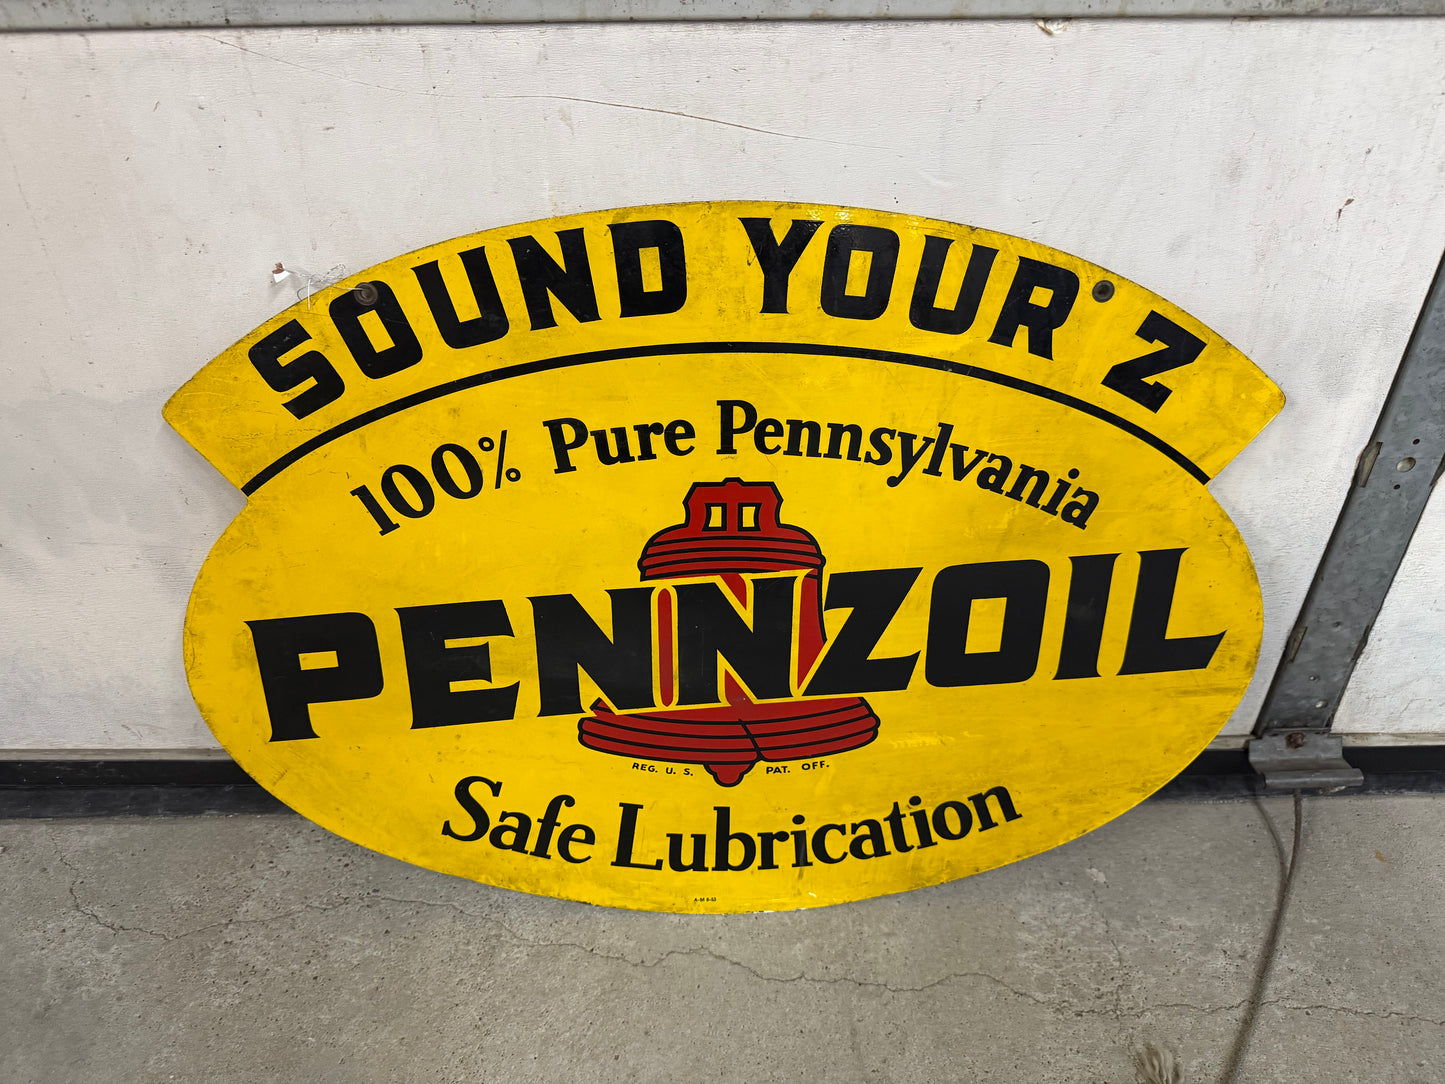 SOUND YOUR Z
100% Pure Pennsylvania
PENNZOIL
REG. U. S. PAT. OFF.
Safe Lubrication